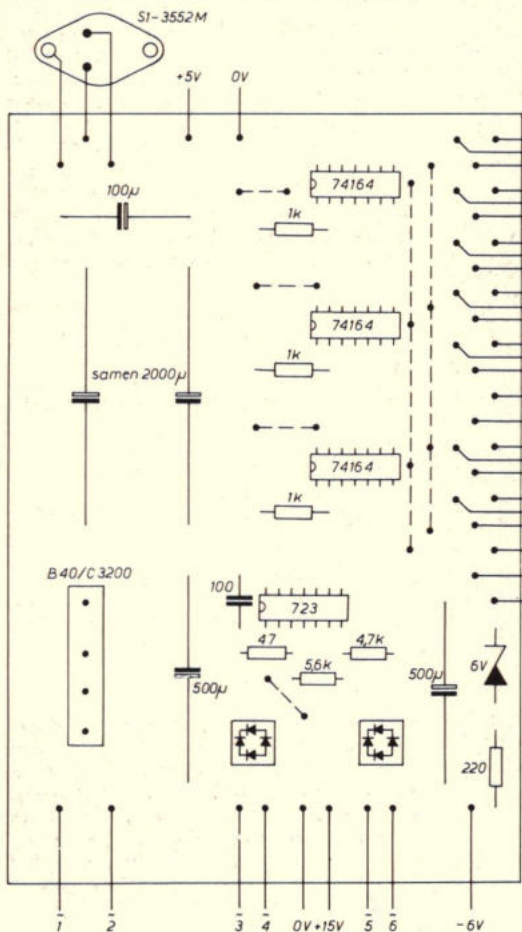 SI-3552M
+5V 0V
100µ
74164
1k
74164
1k
samen 2000µ
74164
1k
B40/C3200
100
723
47
4,7k
5,6k
500µ
500µ
6V
220
1 2 3 4 0V +15V 5 6 -6V